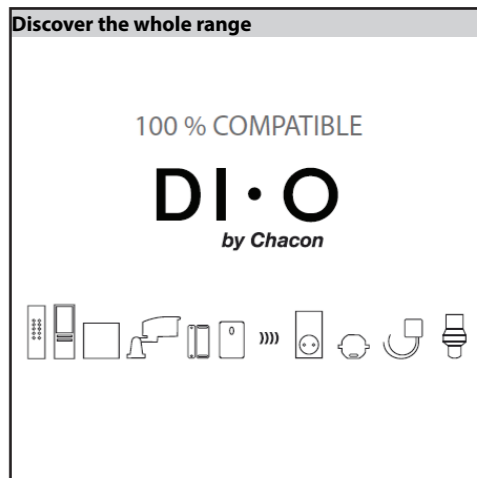 Discover the whole range
100 % COMPATIBLE
DI·O
by Chacon